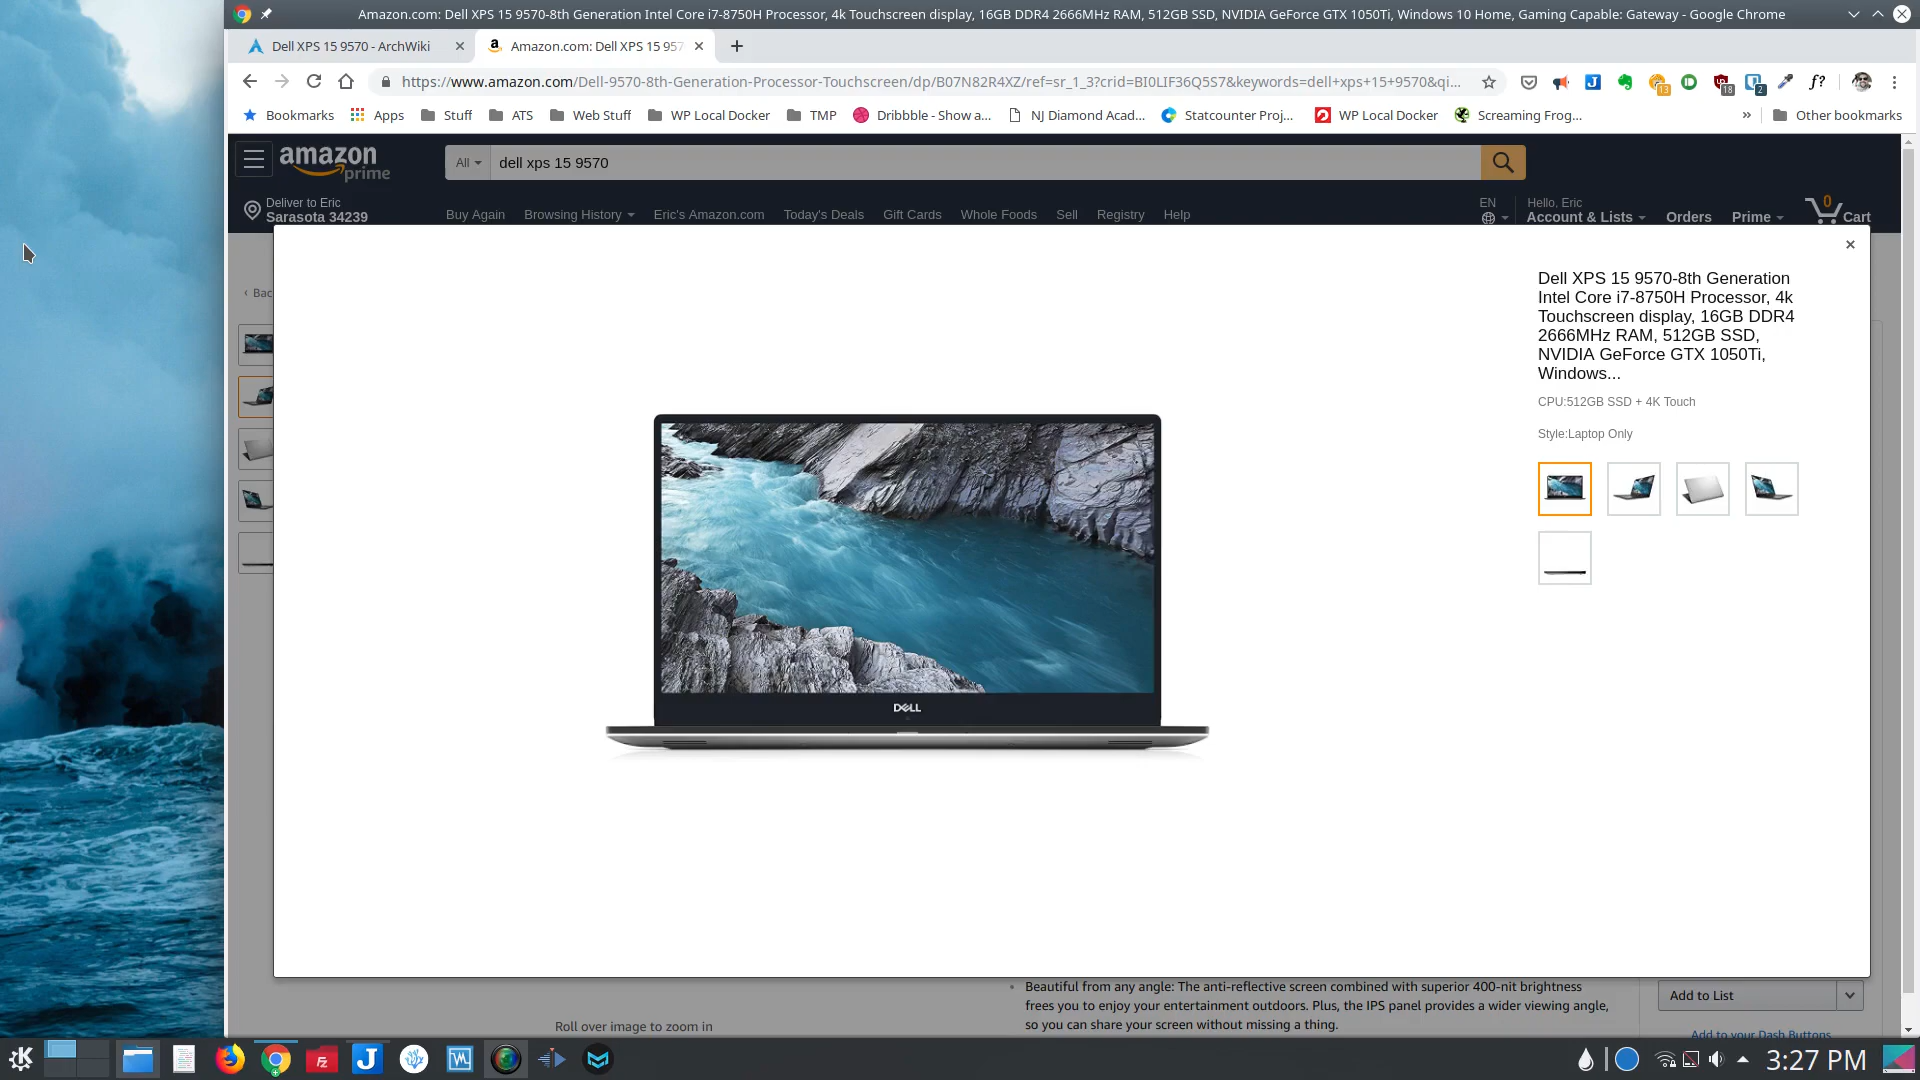 Amazon.com: Dell XPS 15 9570-8th Generation Intel Core i7-8750H Processor, 4k Touchscreen display, 16GB DDR4 2666MHz RAM, 512GB SSD, NVIDIA GeForce GTX 1050Ti, Windows 10 Home, Gaming Capable: Gateway - Google Chrome
Dell XPS 15 9570 - ArchWiki
Amazon.com: Dell XPS 15 957
https://www.amazon.com/Dell-9570-8th-Generation-Processor-Touchscreen/dp/B07N82R4XZ/ref=sr_1_3?crid=BI0LIF36Q5S7&keywords=dell+xps+15+9570&qi...
13
18
2
f?
Bookmarks Apps Stuff ATS Web Stuff WP Local Docker TMP Dribbble - Show a... NJ Diamond Acad... Statcounter Proj... WP Local Docker Screaming Frog... » Other bookmarks
amazon prime
All dell xps 15 9570
Deliver to Eric
Sarasota 34239
Buy Again Browsing History Eric's Amazon.com Today's Deals Gift Cards Whole Foods Sell Registry Help
EN
Hello, Eric
Account & Lists Orders Prime 0 Cart
‹ Bac
Dell XPS 15 9570-8th Generation
Intel Core i7-8750H Processor, 4k
Touchscreen display, 16GB DDR4
2666MHz RAM, 512GB SSD,
NVIDIA GeForce GTX 1050Ti,
Windows...
CPU:512GB SSD + 4K Touch
Style:Laptop Only
DELL
Beautiful from any angle: The anti-reflective screen combined with superior 400-nit brightness
frees you to enjoy your entertainment outdoors. Plus, the IPS panel provides a wider viewing angle,
so you can share your screen without missing a thing.
Roll over image to zoom in
Add to List
Add to your Dash Buttons
3:27 PM